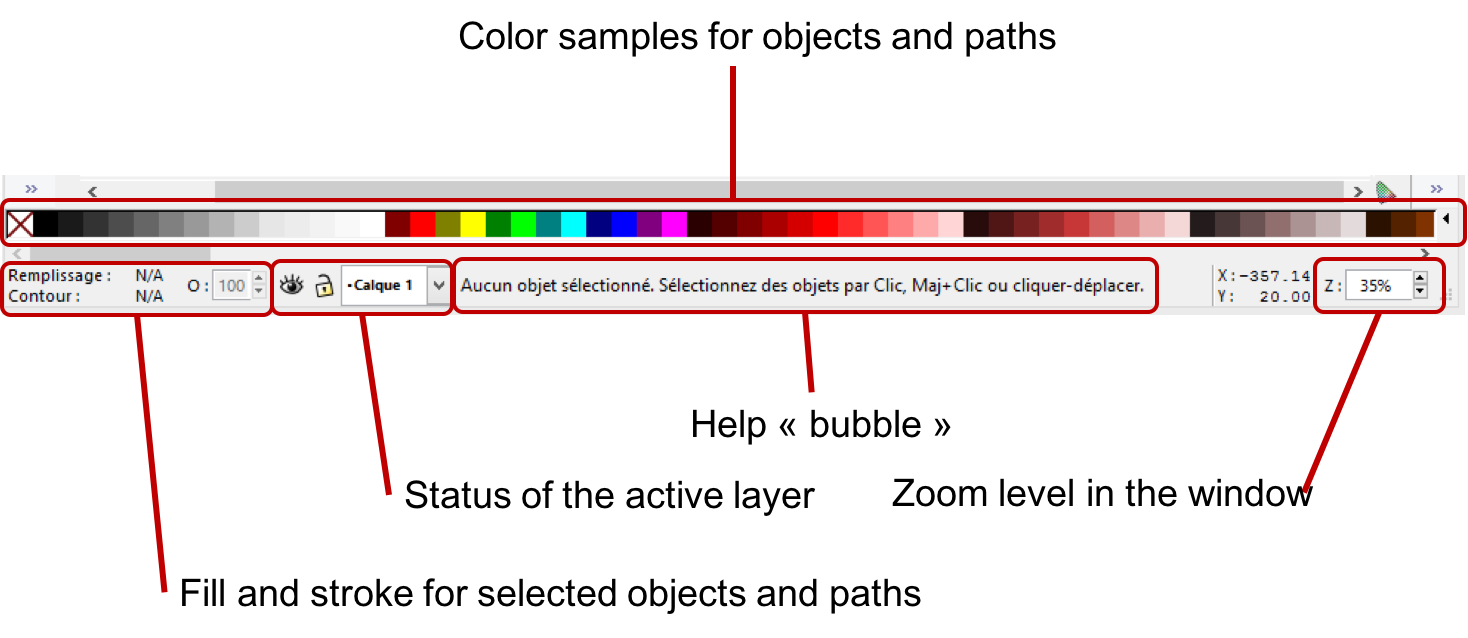 Color samples for objects and paths
Remplissage : N/A
Contour : N/A
O : 100
•Calque 1
Aucun objet sélectionné. Sélectionnez des objets par Clic, Maj+Clic ou cliquer-déplacer.
X:-357.14
Y: 20.00
Z : 35%
Help « bubble »
Status of the active layer
Zoom level in the window
Fill and stroke for selected objects and paths